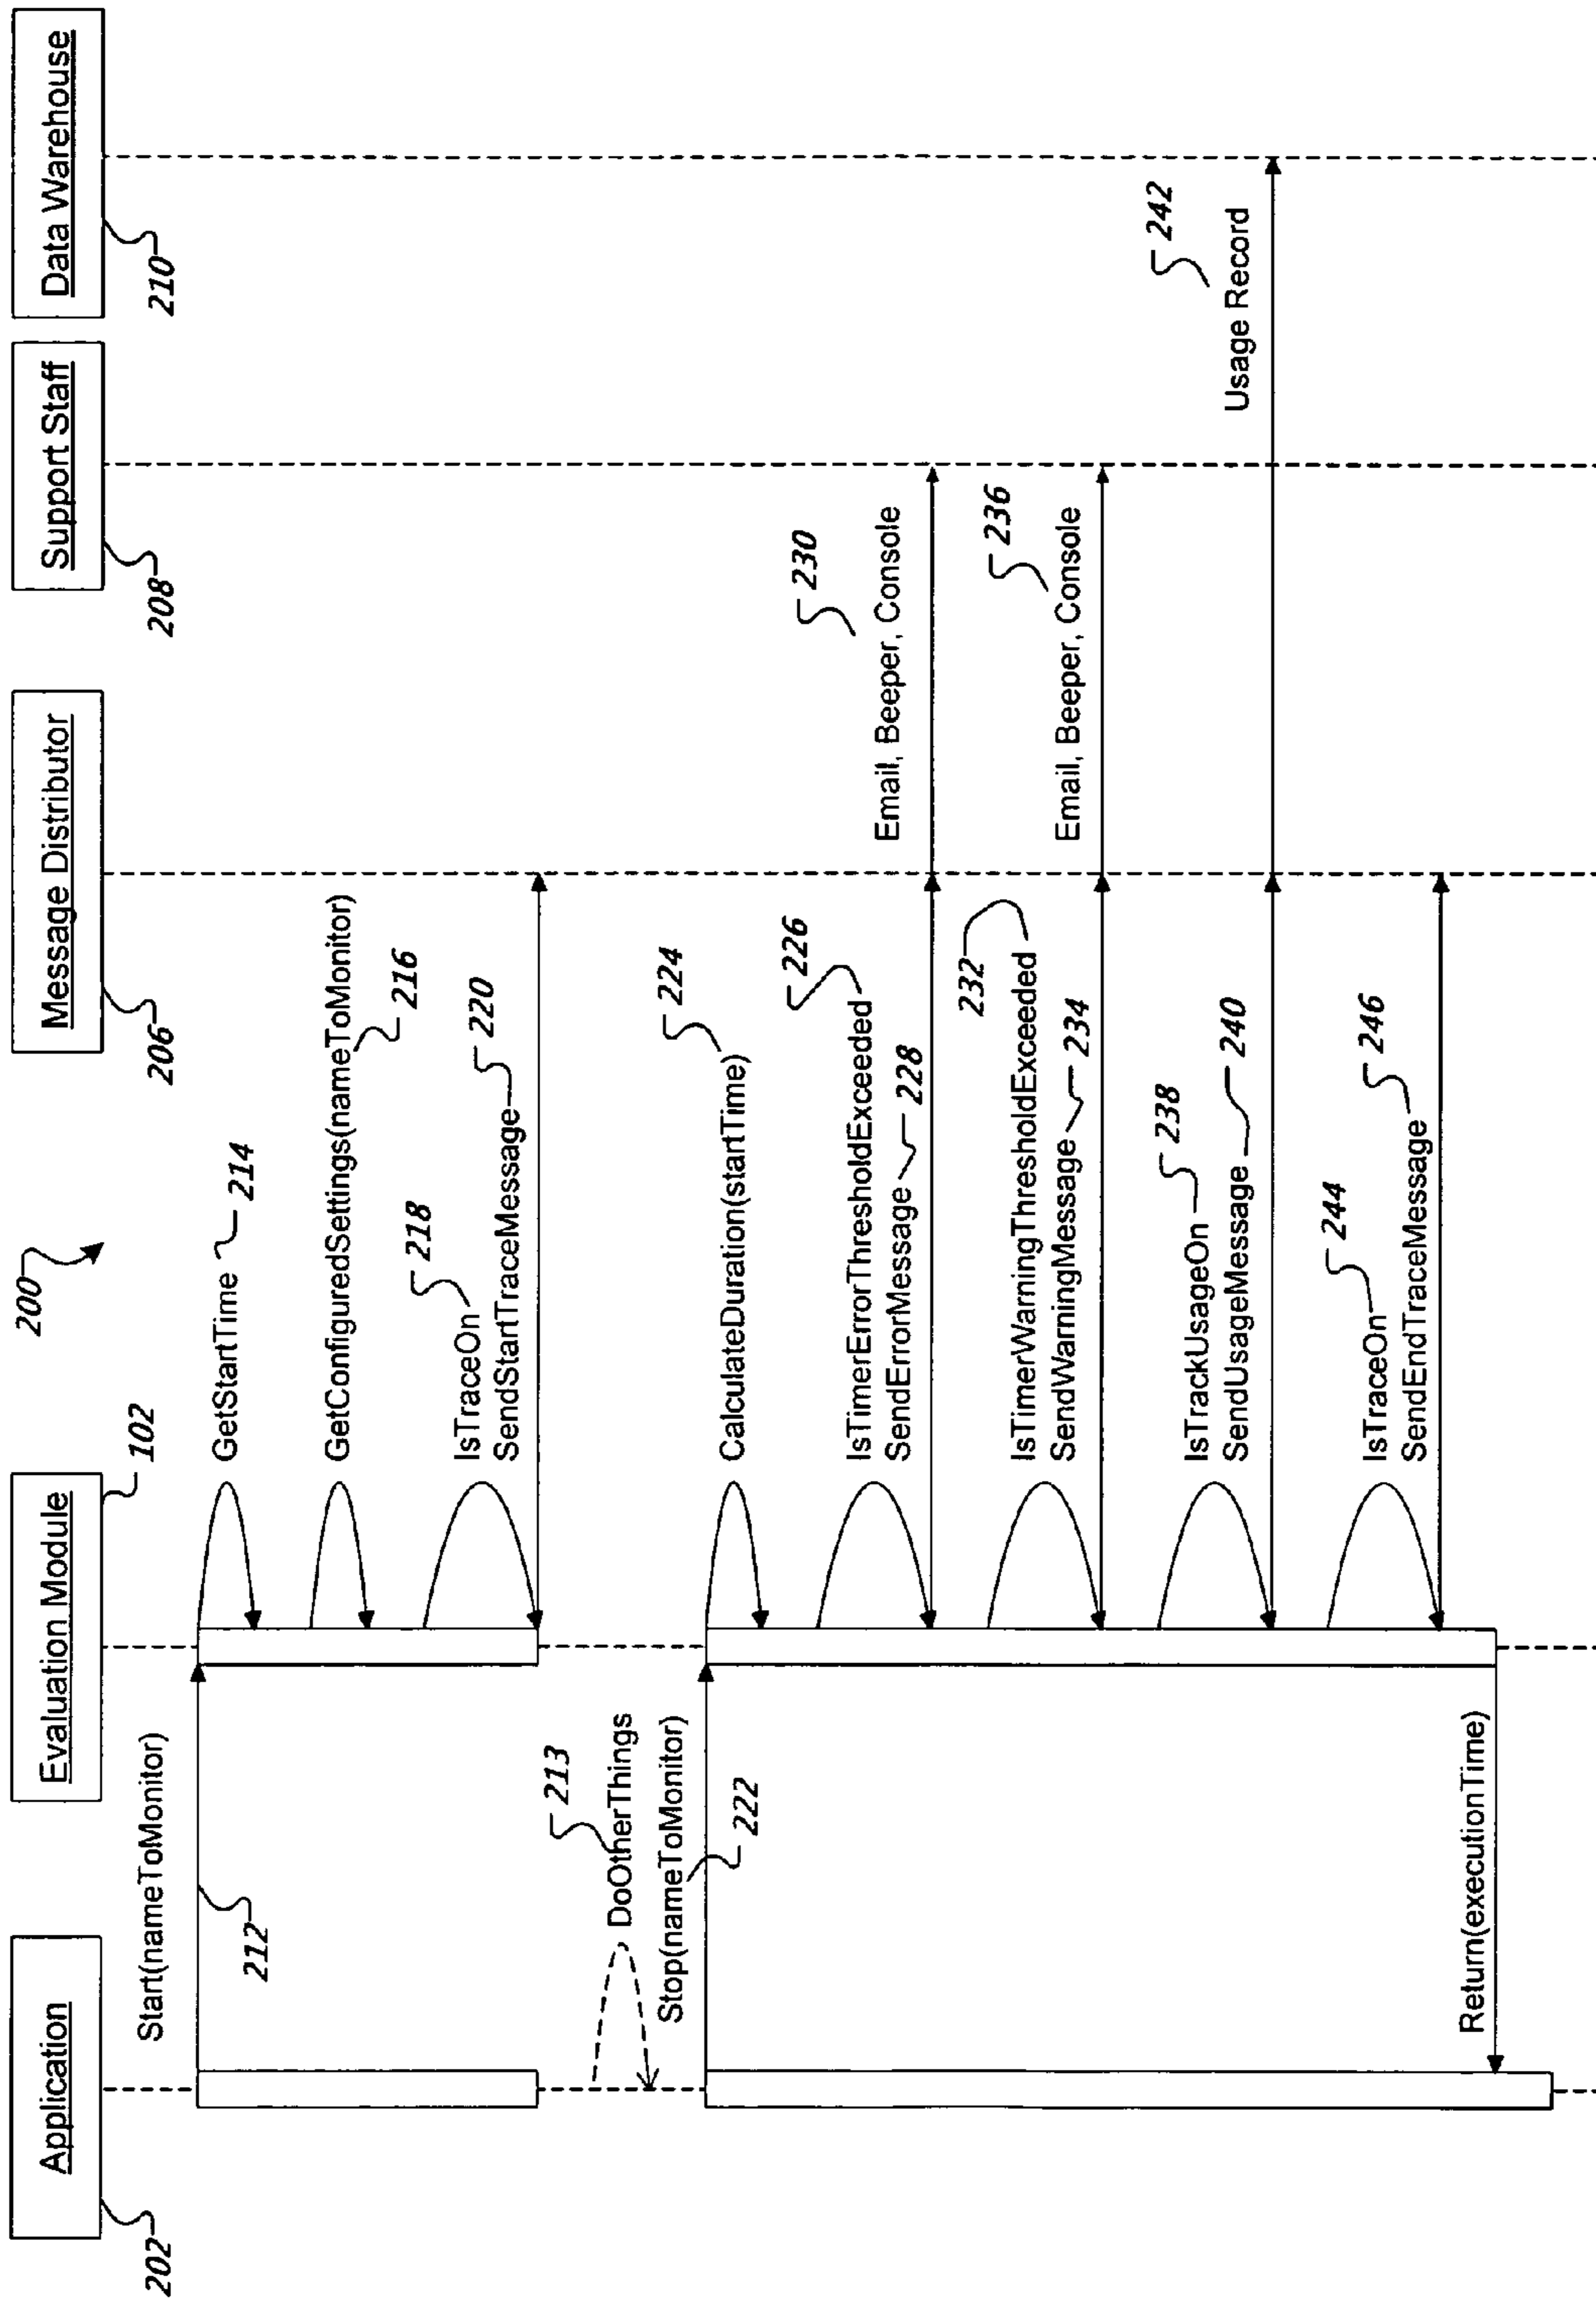 200
Application
Evaluation Module
Message Distributor
Support Staff
Data Warehouse
202
102
206
208
210
Start(nameToMonitor)
212
GetStartTime 214
GetConfiguredSettings(nameToMonitor)
216
218
IsTraceOn
220
SendStartTraceMessage
213
DoOtherThings
Stop(nameToMonitor)
222
224
CalculateDuration(startTime)
226
IsTimerErrorThresholdExceeded
SendErrorMessage 228
230
Email, Beeper, Console
232
IsTimerWarningThresholdExceeded
SendWarningMessage 234
236
Email, Beeper, Console
238
IsTrackUsageOn
SendUsageMessage 240
242
Usage Record
244
IsTraceOn
246
SendEndTraceMessage
Return(executionTime)